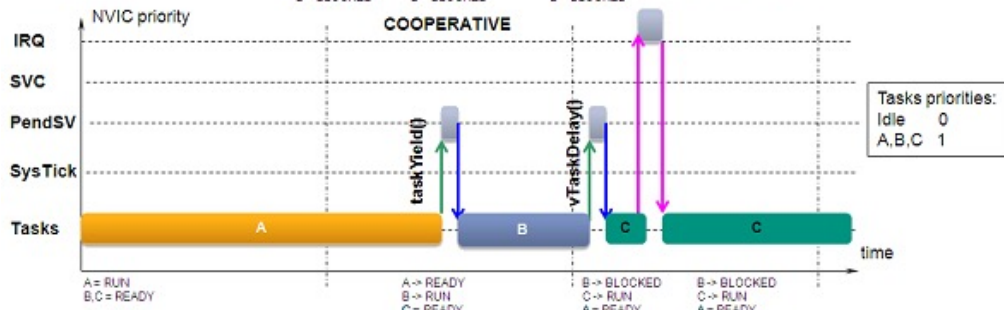 NVIC priority
COOPERATIVE
IRQ
SVC
PendSV
SysTick
Tasks
taskYield()
vTaskDelay()
A
B
C
C
time
Tasks priorities:
Idle 0
A,B,C 1
A = RUN
B,C = READY
A -> READY
B -> RUN
C = READY
B -> BLOCKED
C -> RUN
A = READY
B -> BLOCKED
C -> RUN
A = READY